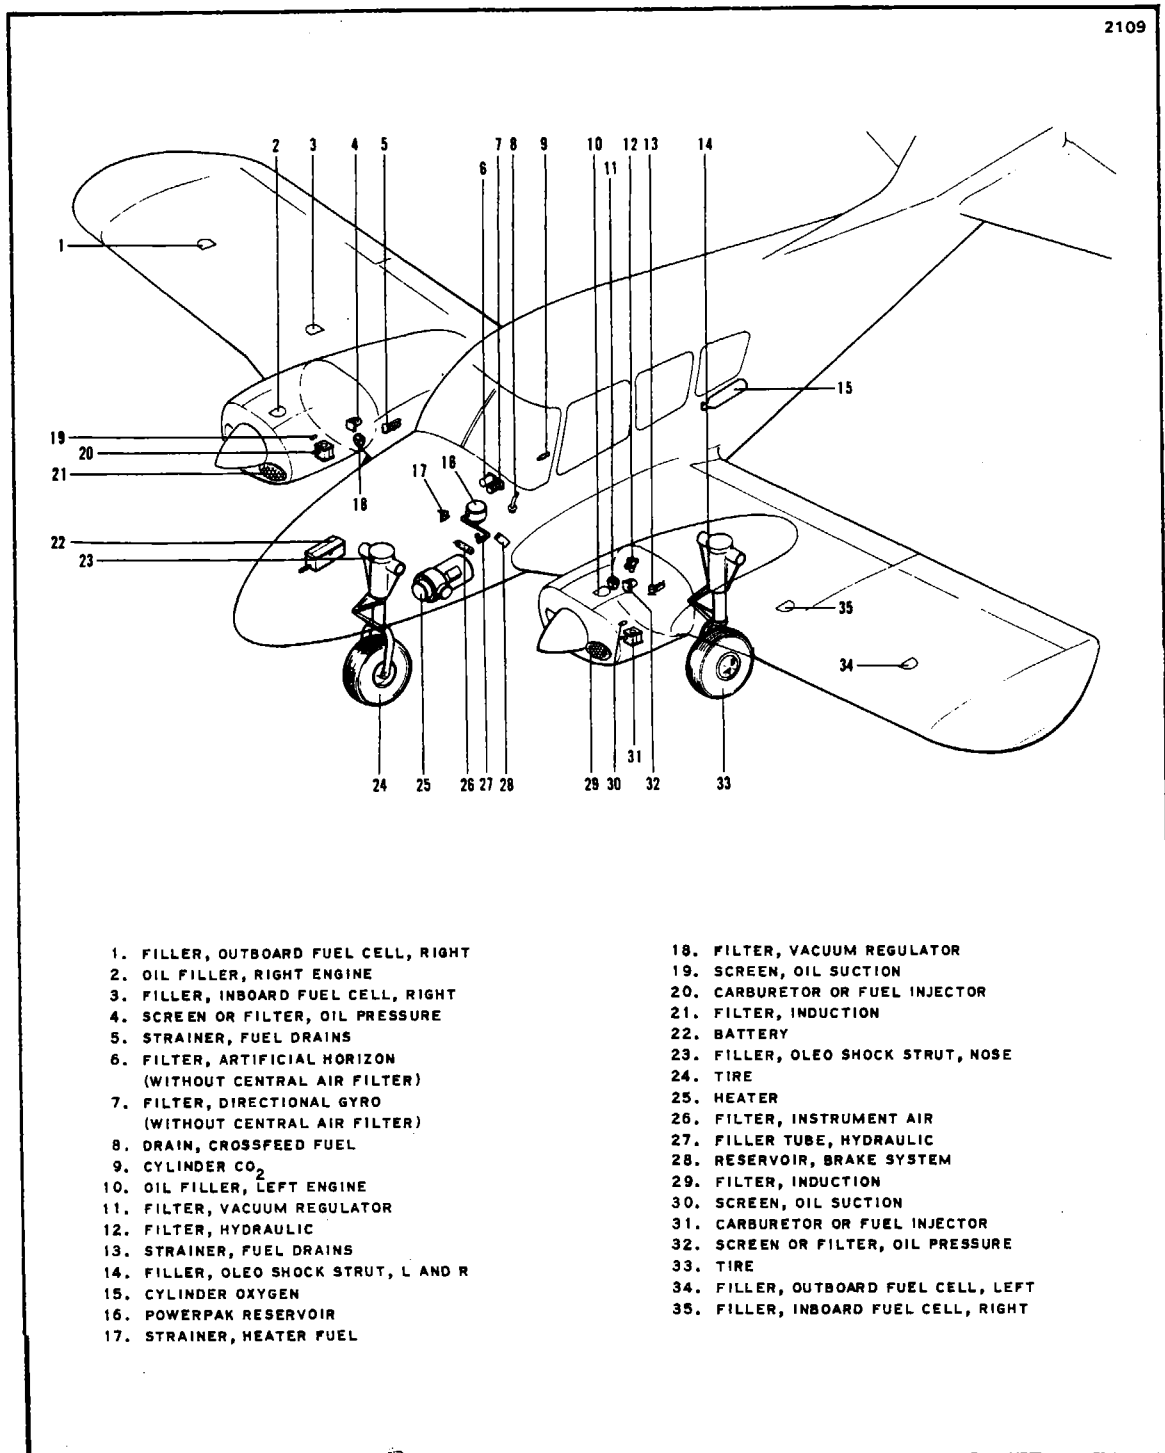 2109
2 3 4 5 7 8 9 10 12 13 14
6 11
1
15
19
20
21
16
17
18
22
23
35
34
31
24 25 26 27 28 29 30 32 33
1. FILLER, OUTBOARD FUEL CELL, RIGHT
2. OIL FILLER, RIGHT ENGINE
3. FILLER, INBOARD FUEL CELL, RIGHT
4. SCREEN OR FILTER, OIL PRESSURE
5. STRAINER, FUEL DRAINS
6. FILTER, ARTIFICIAL HORIZON
(WITHOUT CENTRAL AIR FILTER)
7. FILTER, DIRECTIONAL GYRO
(WITHOUT CENTRAL AIR FILTER)
8. DRAIN, CROSSFEED FUEL
9. CYLINDER CO2
10. OIL FILLER, LEFT ENGINE
11. FILTER, VACUUM REGULATOR
12. FILTER, HYDRAULIC
13. STRAINER, FUEL DRAINS
14. FILLER, OLEO SHOCK STRUT, L AND R
15. CYLINDER OXYGEN
16. POWERPAK RESERVOIR
17. STRAINER, HEATER FUEL
18. FILTER, VACUUM REGULATOR
19. SCREEN, OIL SUCTION
20. CARBURETOR OR FUEL INJECTOR
21. FILTER, INDUCTION
22. BATTERY
23. FILLER, OLEO SHOCK STRUT, NOSE
24. TIRE
25. HEATER
26. FILTER, INSTRUMENT AIR
27. FILLER TUBE, HYDRAULIC
28. RESERVOIR, BRAKE SYSTEM
29. FILTER, INDUCTION
30. SCREEN, OIL SUCTION
31. CARBURETOR OR FUEL INJECTOR
32. SCREEN OR FILTER, OIL PRESSURE
33. TIRE
34. FILLER, OUTBOARD FUEL CELL, LEFT
35. FILLER, INBOARD FUEL CELL, RIGHT